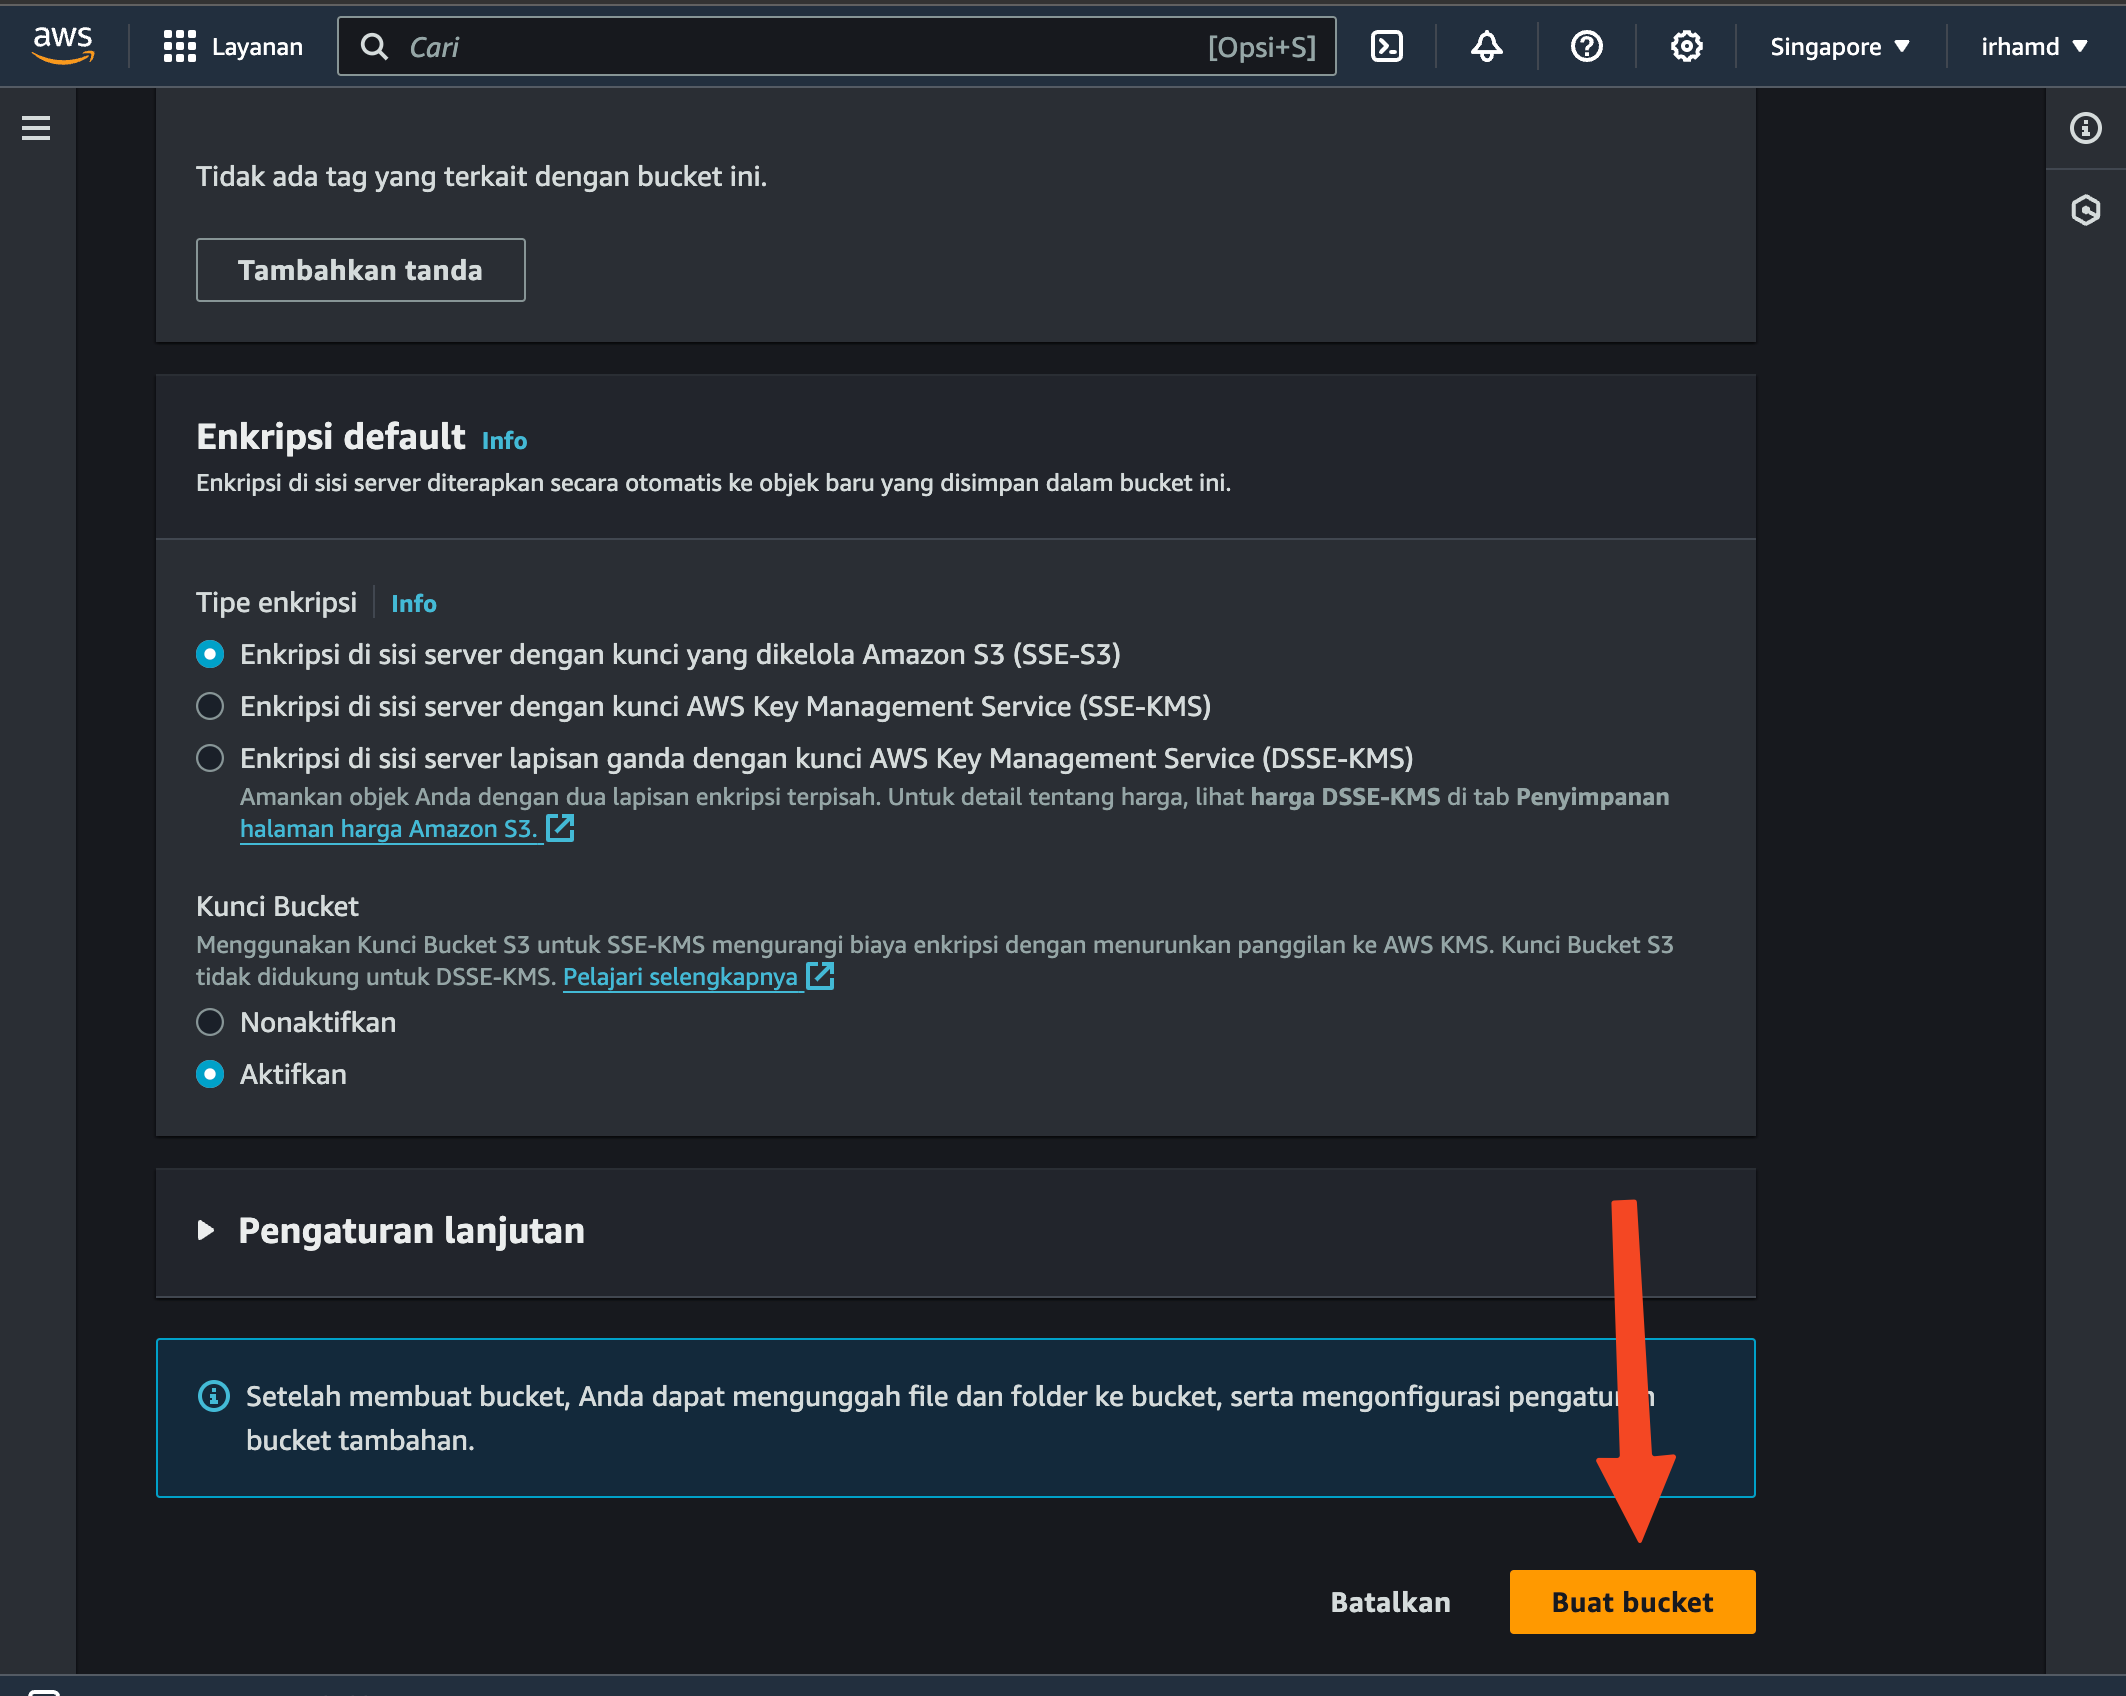 aws
Layanan
Cari
[Opsi+S]
Singapore
irhamd
Tidak ada tag yang terkait dengan bucket ini.
Tambahkan tanda
Enkripsi default Info
Enkripsi di sisi server diterapkan secara otomatis ke objek baru yang disimpan dalam bucket ini.
Tipe enkripsi Info
Enkripsi di sisi server dengan kunci yang dikelola Amazon S3 (SSE-S3)
Enkripsi di sisi server dengan kunci AWS Key Management Service (SSE-KMS)
Enkripsi di sisi server lapisan ganda dengan kunci AWS Key Management Service (DSSE-KMS)
Amankan objek Anda dengan dua lapisan enkripsi terpisah. Untuk detail tentang harga, lihat harga DSSE-KMS di tab Penyimpanan
halaman harga Amazon S3.
Kunci Bucket
Menggunakan Kunci Bucket S3 untuk SSE-KMS mengurangi biaya enkripsi dengan menurunkan panggilan ke AWS KMS. Kunci Bucket S3
tidak didukung untuk DSSE-KMS. Pelajari selengkapnya
Nonaktifkan
Aktifkan
Pengaturan lanjutan
Setelah membuat bucket, Anda dapat mengunggah file dan folder ke bucket, serta mengonfigurasi pengaturan
bucket tambahan.
Batalkan
Buat bucket